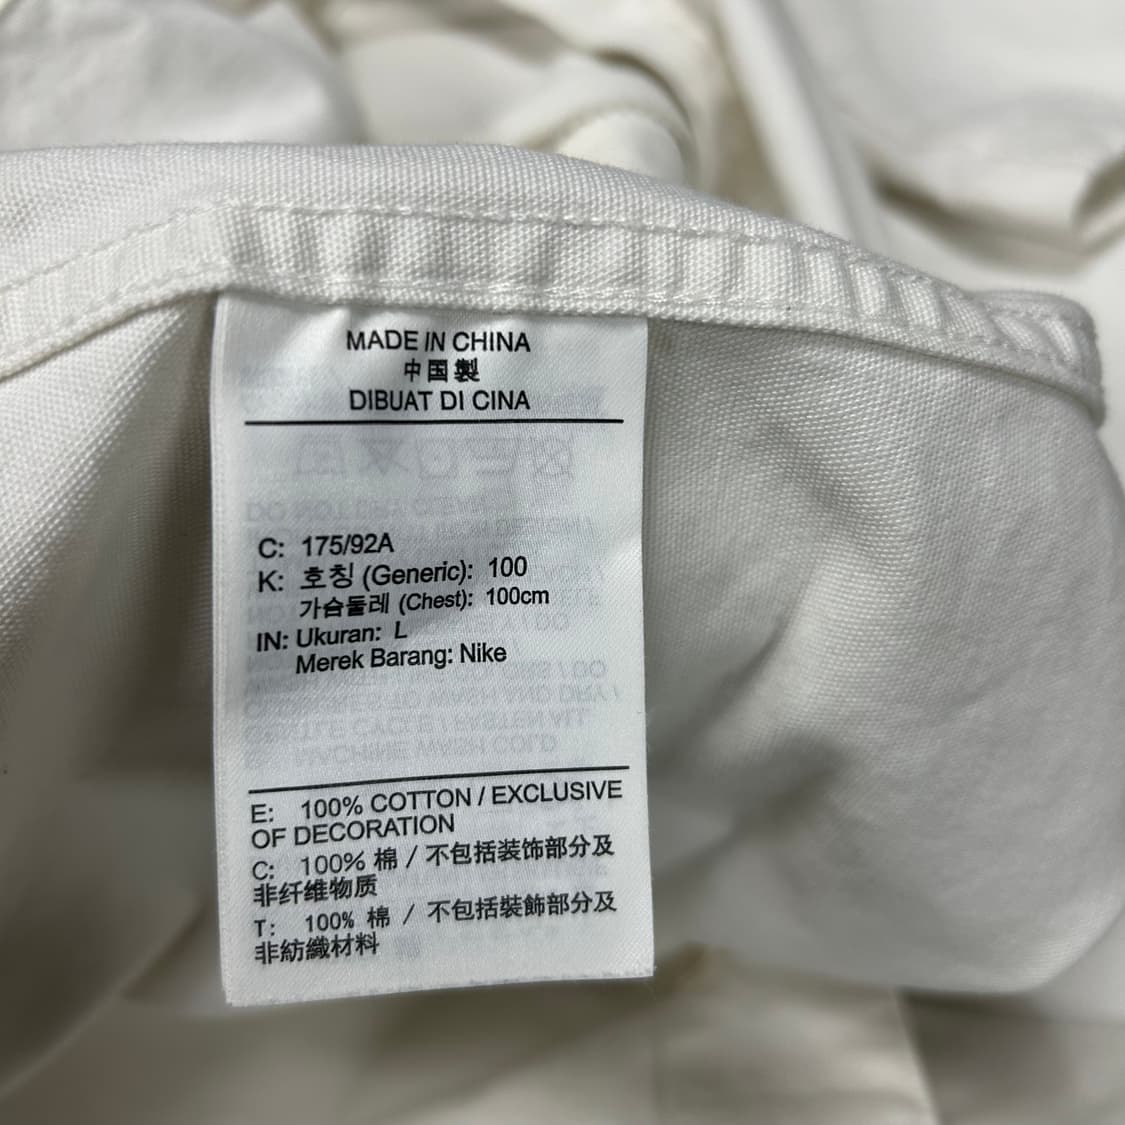 MADE IN CHINA
中国製
DIBUAT DI CINA
C: 175/92A
K: 호칭 (Generic): 100
가슴둘레 (Chest): 100cm
IN: Ukuran: L
Merek Barang: Nike
E: 100% COTTON / EXCLUSIVE
OF DECORATION
C: 100% 棉 / 不包括装饰部分及
非纤维物质
T: 100% 棉 / 不包括裝飾部分及
非紡織材料